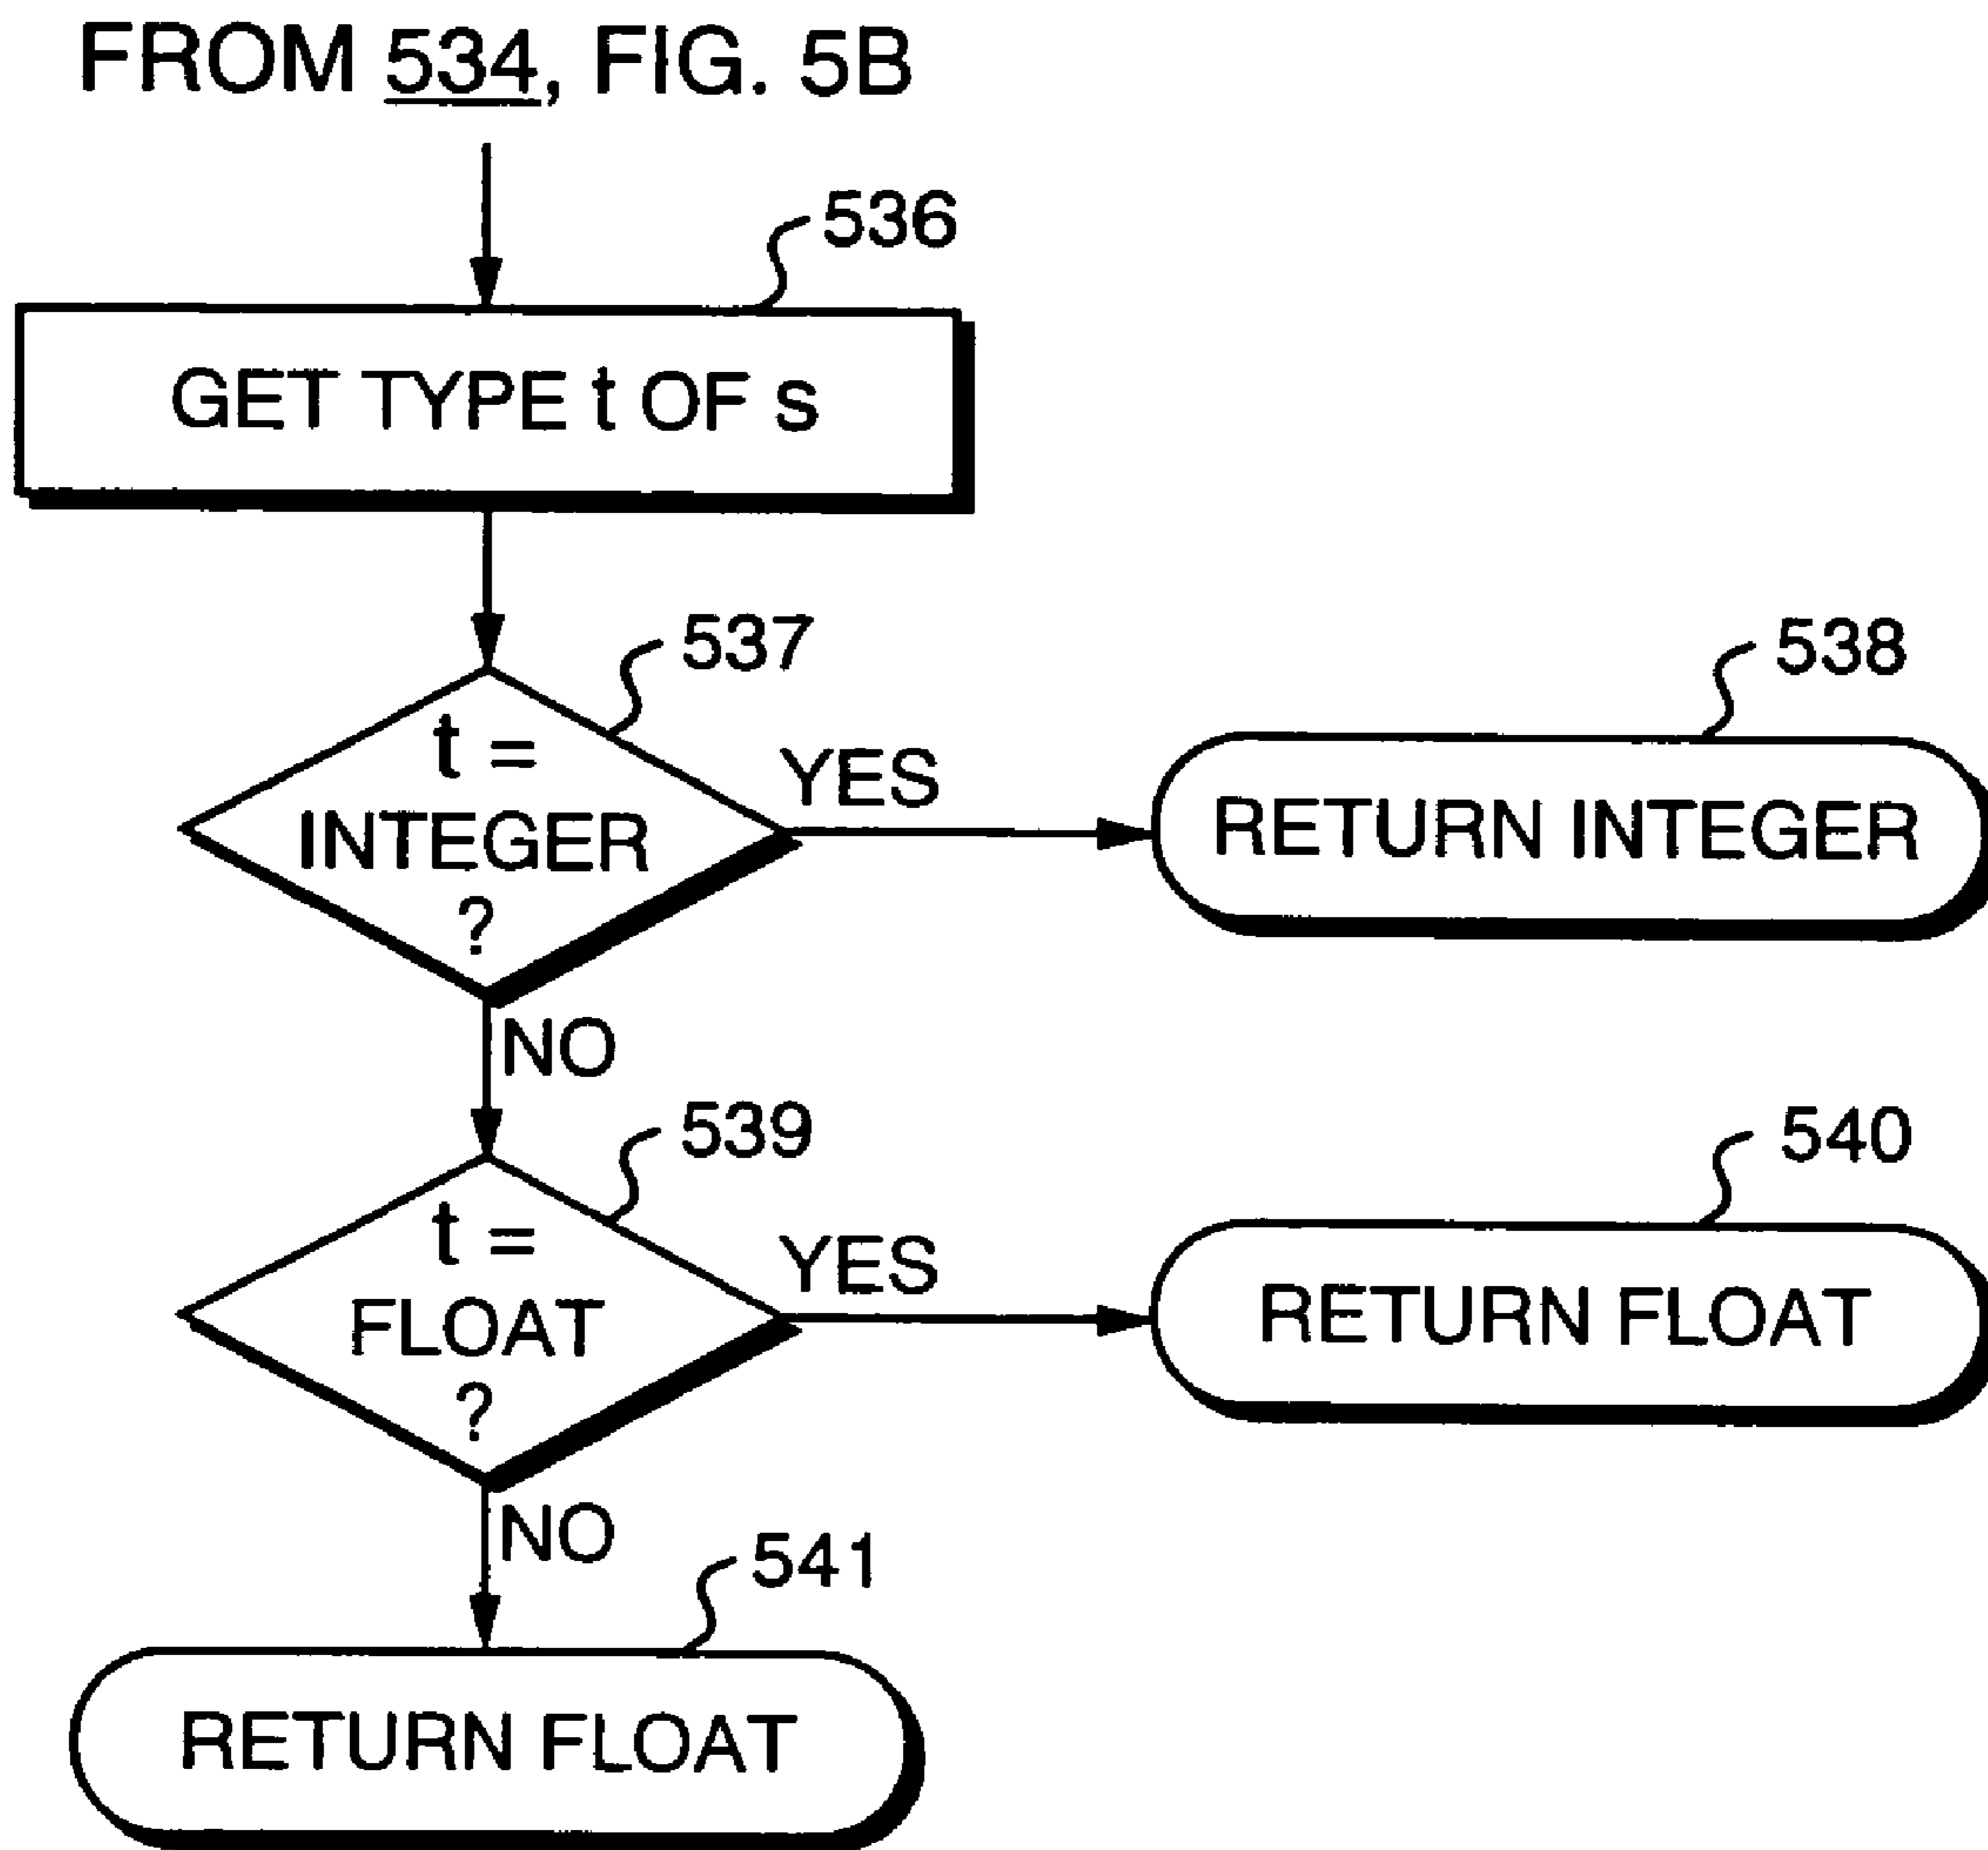 FROM 534, FIG. 5B
536
GET TYPE t OF s
537
t =
INTEGER
?
YES
538
RETURN INTEGER
NO
539
t =
FLOAT
?
YES
540
RETURN FLOAT
NO
541
RETURN FLOAT